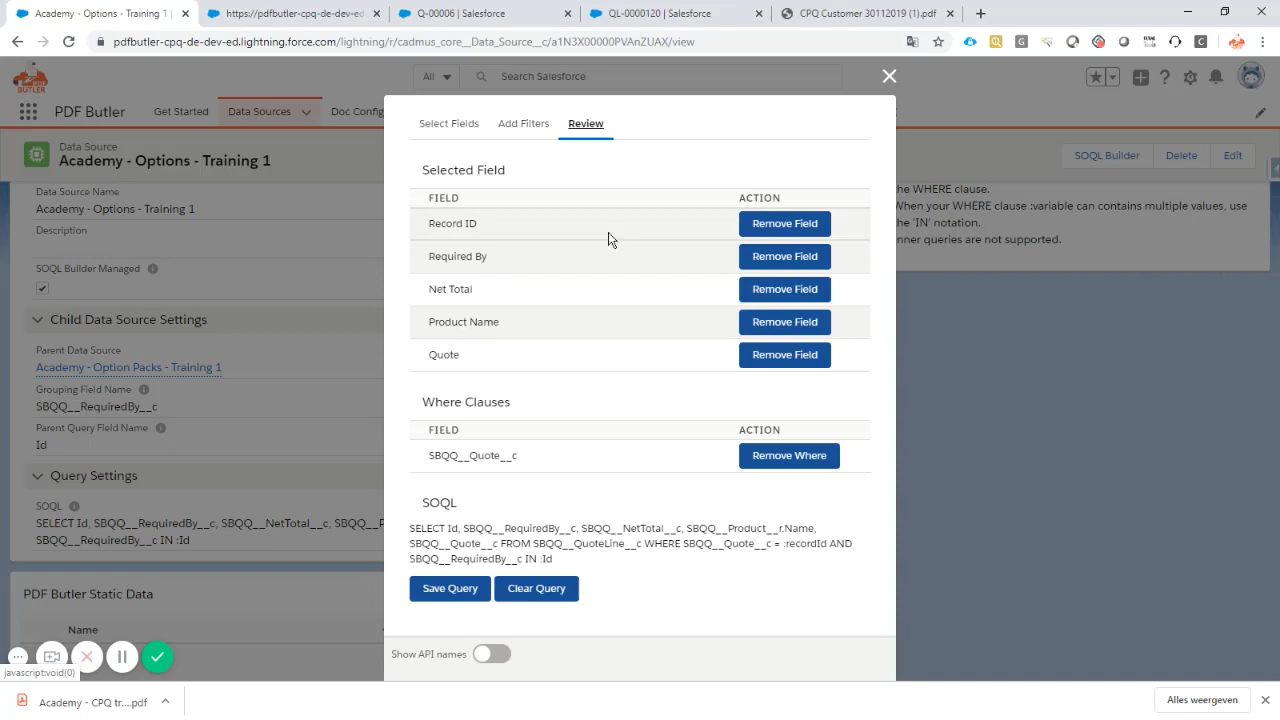 Academy - Options - Training 1 |
https://pdfbutler-cpq-de-dev-ed
Q-00006 | Salesforce
QL-0000120 | Salesforce
CPQ Customer 30112019 (1).pdf
pdfbutler-cpq-de-dev-ed.lightning.force.com/lightning/r/cadmus_core__Data_Source__c/a1N3X00000PVAnZUAX/view
BUTLER
All
Search Salesforce
PDF Butler
Get Started
Data Sources
Doc Config
Data Source
Academy - Options - Training 1
SOQL Builder
Delete
Edit
Data Source Name
Academy - Options - Training 1
Description
SOQL Builder Managed
Child Data Source Settings
Parent Data Source
Academy - Option Packs - Training 1
Grouping Field Name
SBQQ__RequiredBy__c
Parent Query Field Name
Id
Query Settings
SOQL
SELECT Id, SBQQ__RequiredBy__c, SBQQ__NetTotal__c, SBQQ__P
SBQQ__RequiredBy__c IN :Id
PDF Butler Static Data
Name
the WHERE clause.
When your WHERE clause :variable can contains multiple values, use
the 'IN' notation.
nner queries are not supported.
Select Fields
Add Filters
Review
Selected Field
FIELD
ACTION
Record ID
Remove Field
Required By
Remove Field
Net Total
Remove Field
Product Name
Remove Field
Quote
Remove Field
Where Clauses
FIELD
ACTION
SBQQ__Quote__c
Remove Where
SOQL
SELECT Id, SBQQ__RequiredBy__c, SBQQ__NetTotal__c, SBQQ__Product__r.Name,
SBQQ__Quote__c FROM SBQQ__QuoteLine__c WHERE SBQQ__Quote__c = :recordId AND
SBQQ__RequiredBy__c IN :Id
Save Query
Clear Query
Show API names
javascript:void(0)
Academy - CPQ tr....pdf
Alles weergeven